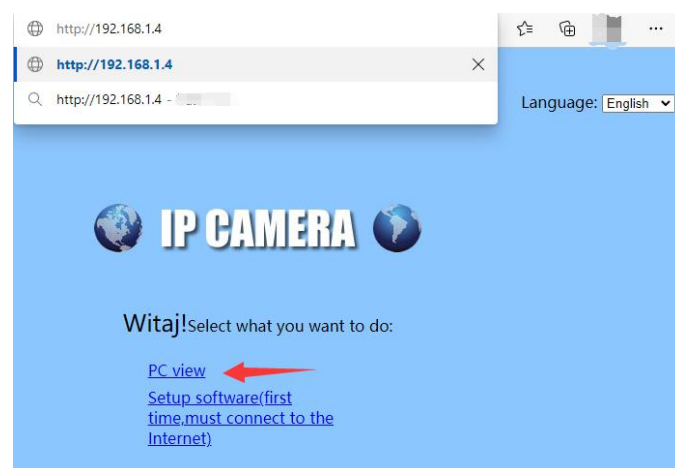 http://192.168.1.4
http://192.168.1.4
http://192.168.1.4 -
Language: English
IP CAMERA
Witaj!Select what you want to do:
PC view
Setup software(first
time,must connect to the
Internet)